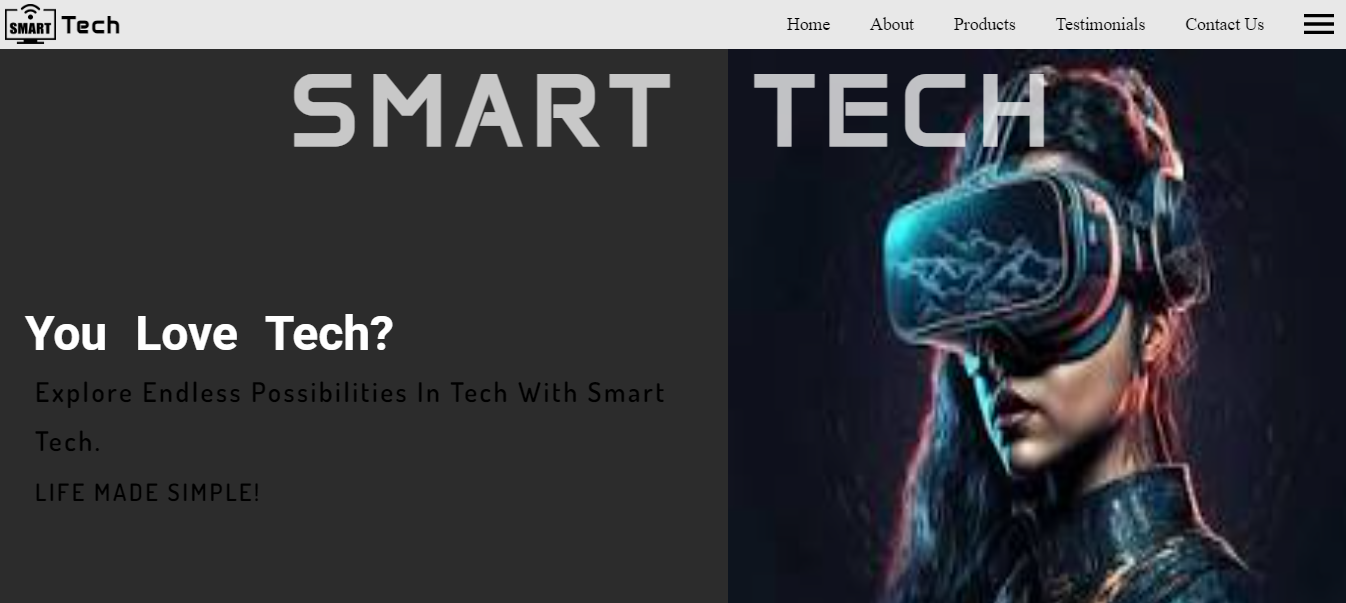 SMART Tech
Home About Products Testimonials Contact Us
SMART TECH
You Love Tech?
Explore Endless Possibilities In Tech With Smart
Tech.
LIFE MADE SIMPLE!